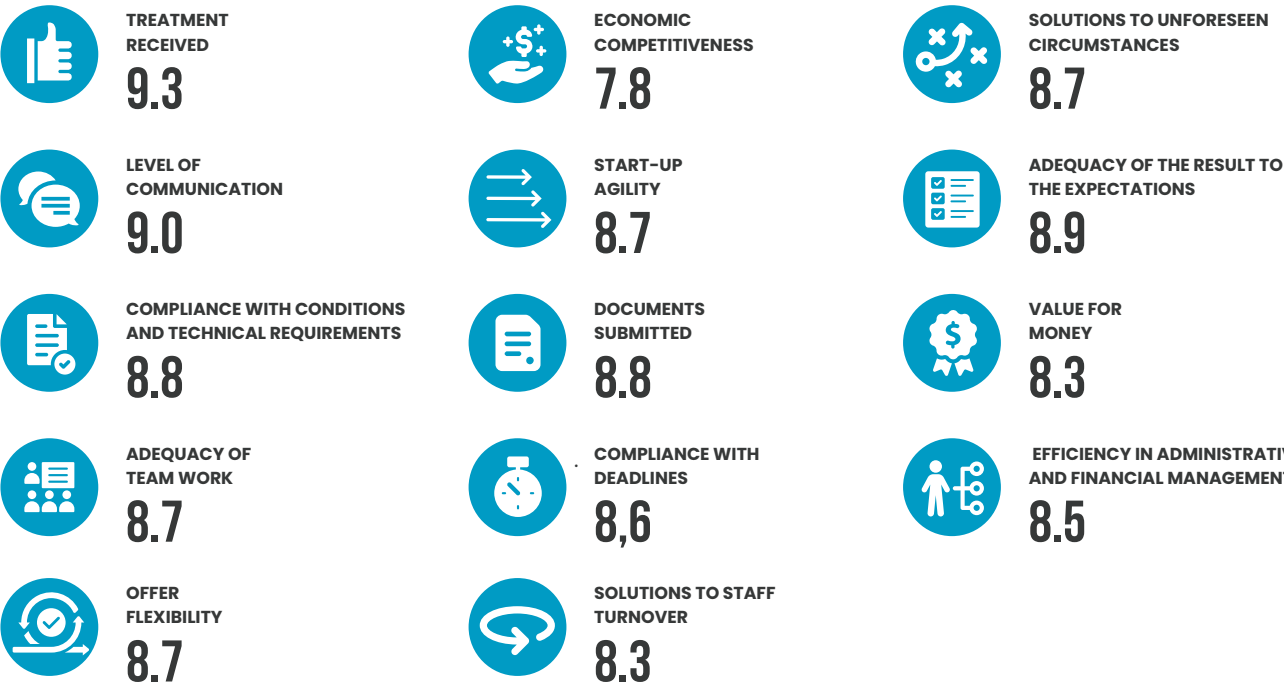 TREATMENT
RECEIVED
9.3
LEVEL OF
COMMUNICATION
9.0
COMPLIANCE WITH CONDITIONS
AND TECHNICAL REQUIREMENTS
8.8
ADEQUACY OF
TEAM WORK
8.7
OFFER
FLEXIBILITY
8.7
ECONOMIC
COMPETITIVENESS
7.8
START-UP
AGILITY
8.7
DOCUMENTS
SUBMITTED
8.8
COMPLIANCE WITH
DEADLINES
8,6
SOLUTIONS TO STAFF
TURNOVER
8.3
SOLUTIONS TO UNFORESEEN
CIRCUMSTANCES
8.7
ADEQUACY OF THE RESULT TO
THE EXPECTATIONS
8.9
VALUE FOR
MONEY
8.3
EFFICIENCY IN
AND FINANCIAL
8.5